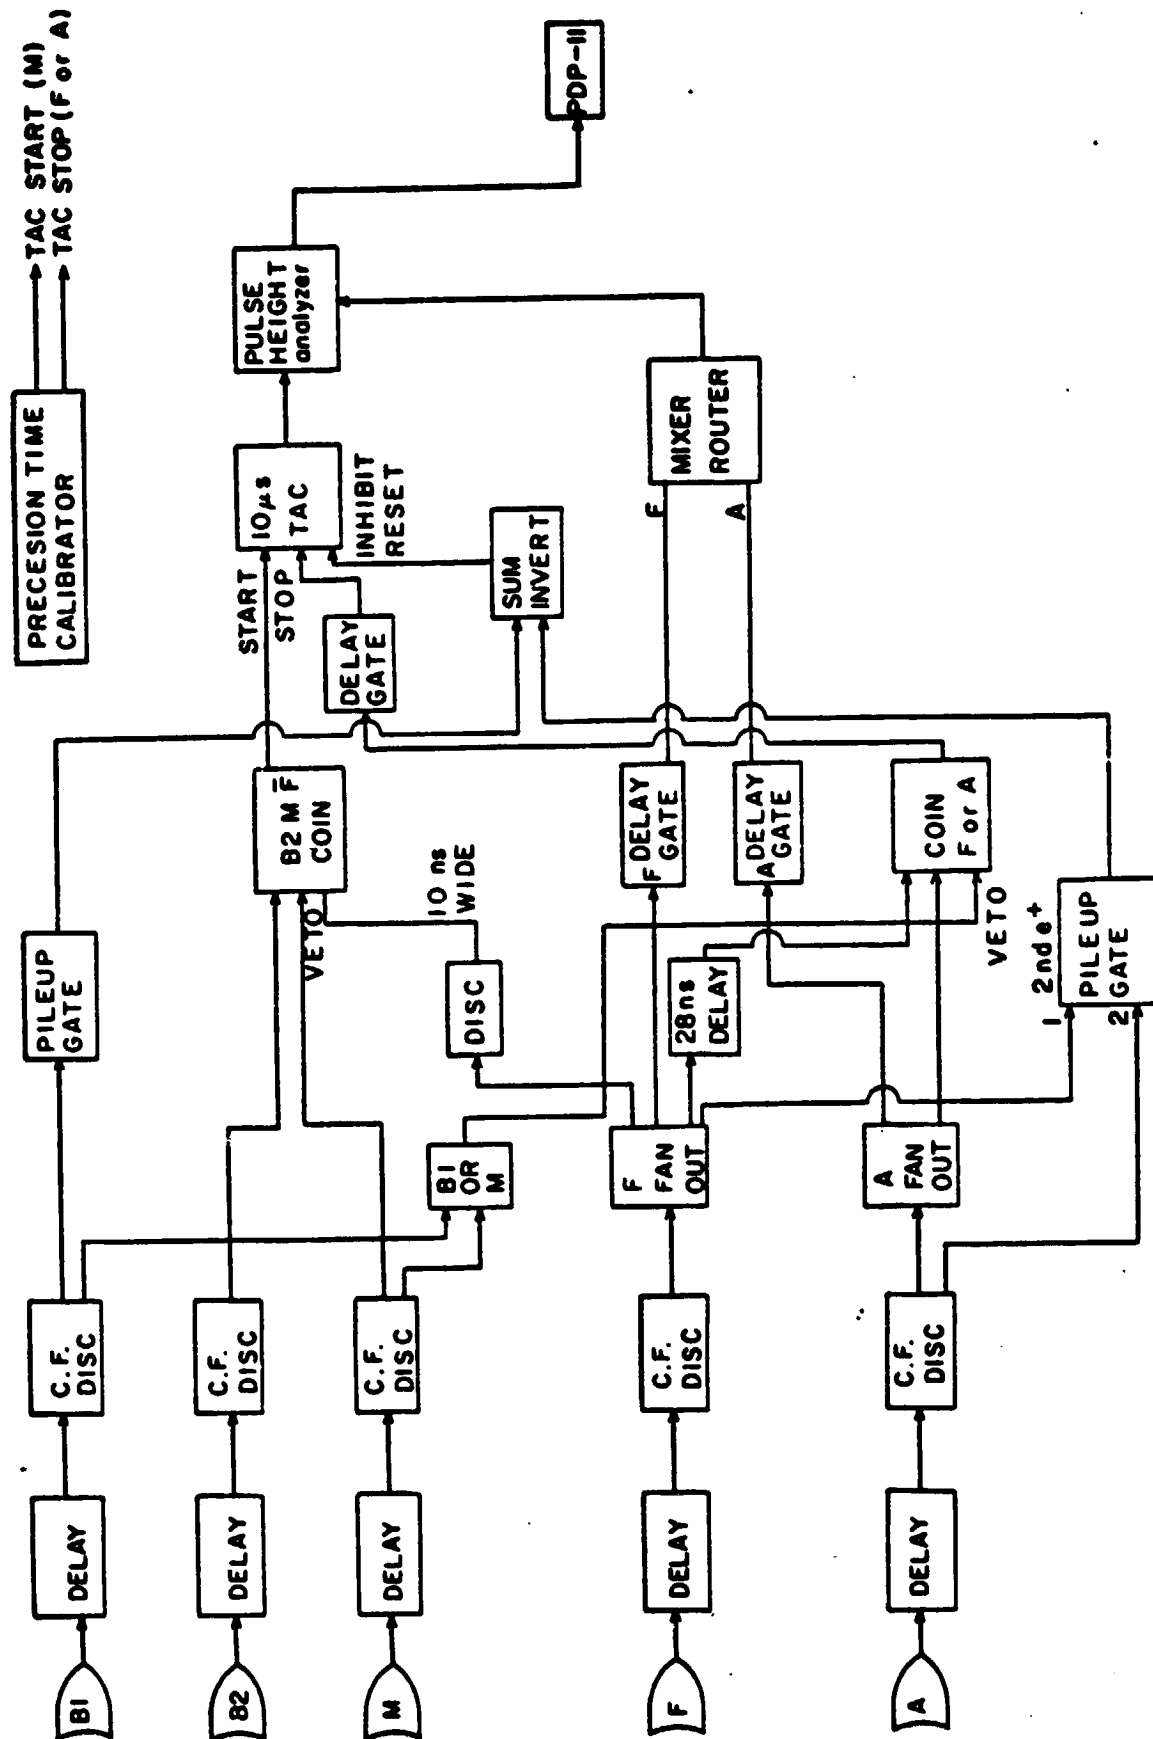 PRECESION TIME
CALIBRATOR
TAC START (M)
TAC STOP (F or A)
B1
DELAY
C.F.
DISC
PILEUP
GATE
B2
DELAY
C.F.
DISC
B2 M F̅
COIN
VETO
START
STOP
10μs
TAC
PULSE
HEIGHT
analyzer
PDP-11
M
DELAY
C.F.
DISC
B1
OR
M
DISC
10 ns
WIDE
DELAY
GATE
INHIBIT
RESET
SUM
INVERT
F
DELAY
C.F.
DISC
F
FAN
OUT
28ns
DELAY
F DELAY
GATE
A DELAY
GATE
F
A
MIXER
ROUTER
A
DELAY
C.F.
DISC
A
FAN
OUT
COIN
F or A
VETO
1
2nd e+
2
PILEUP
GATE